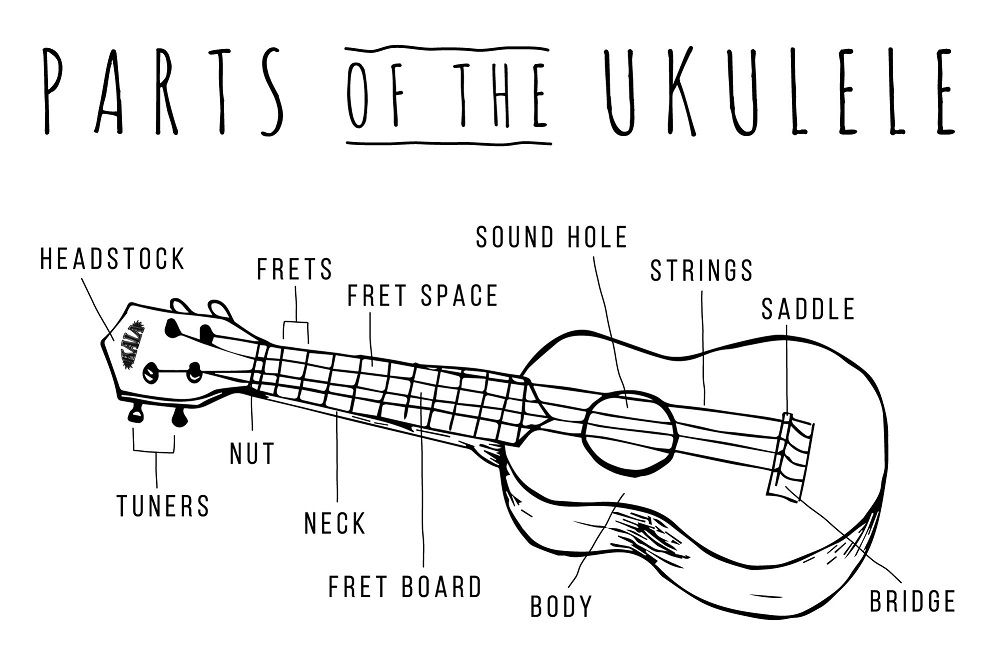 PARTS OF THE UKULELE
SOUND HOLE
HEADSTOCK
FRETS
STRINGS
FRET SPACE
SADDLE
KALA
NUT
TUNERS
NECK
FRET BOARD
BODY
BRIDGE